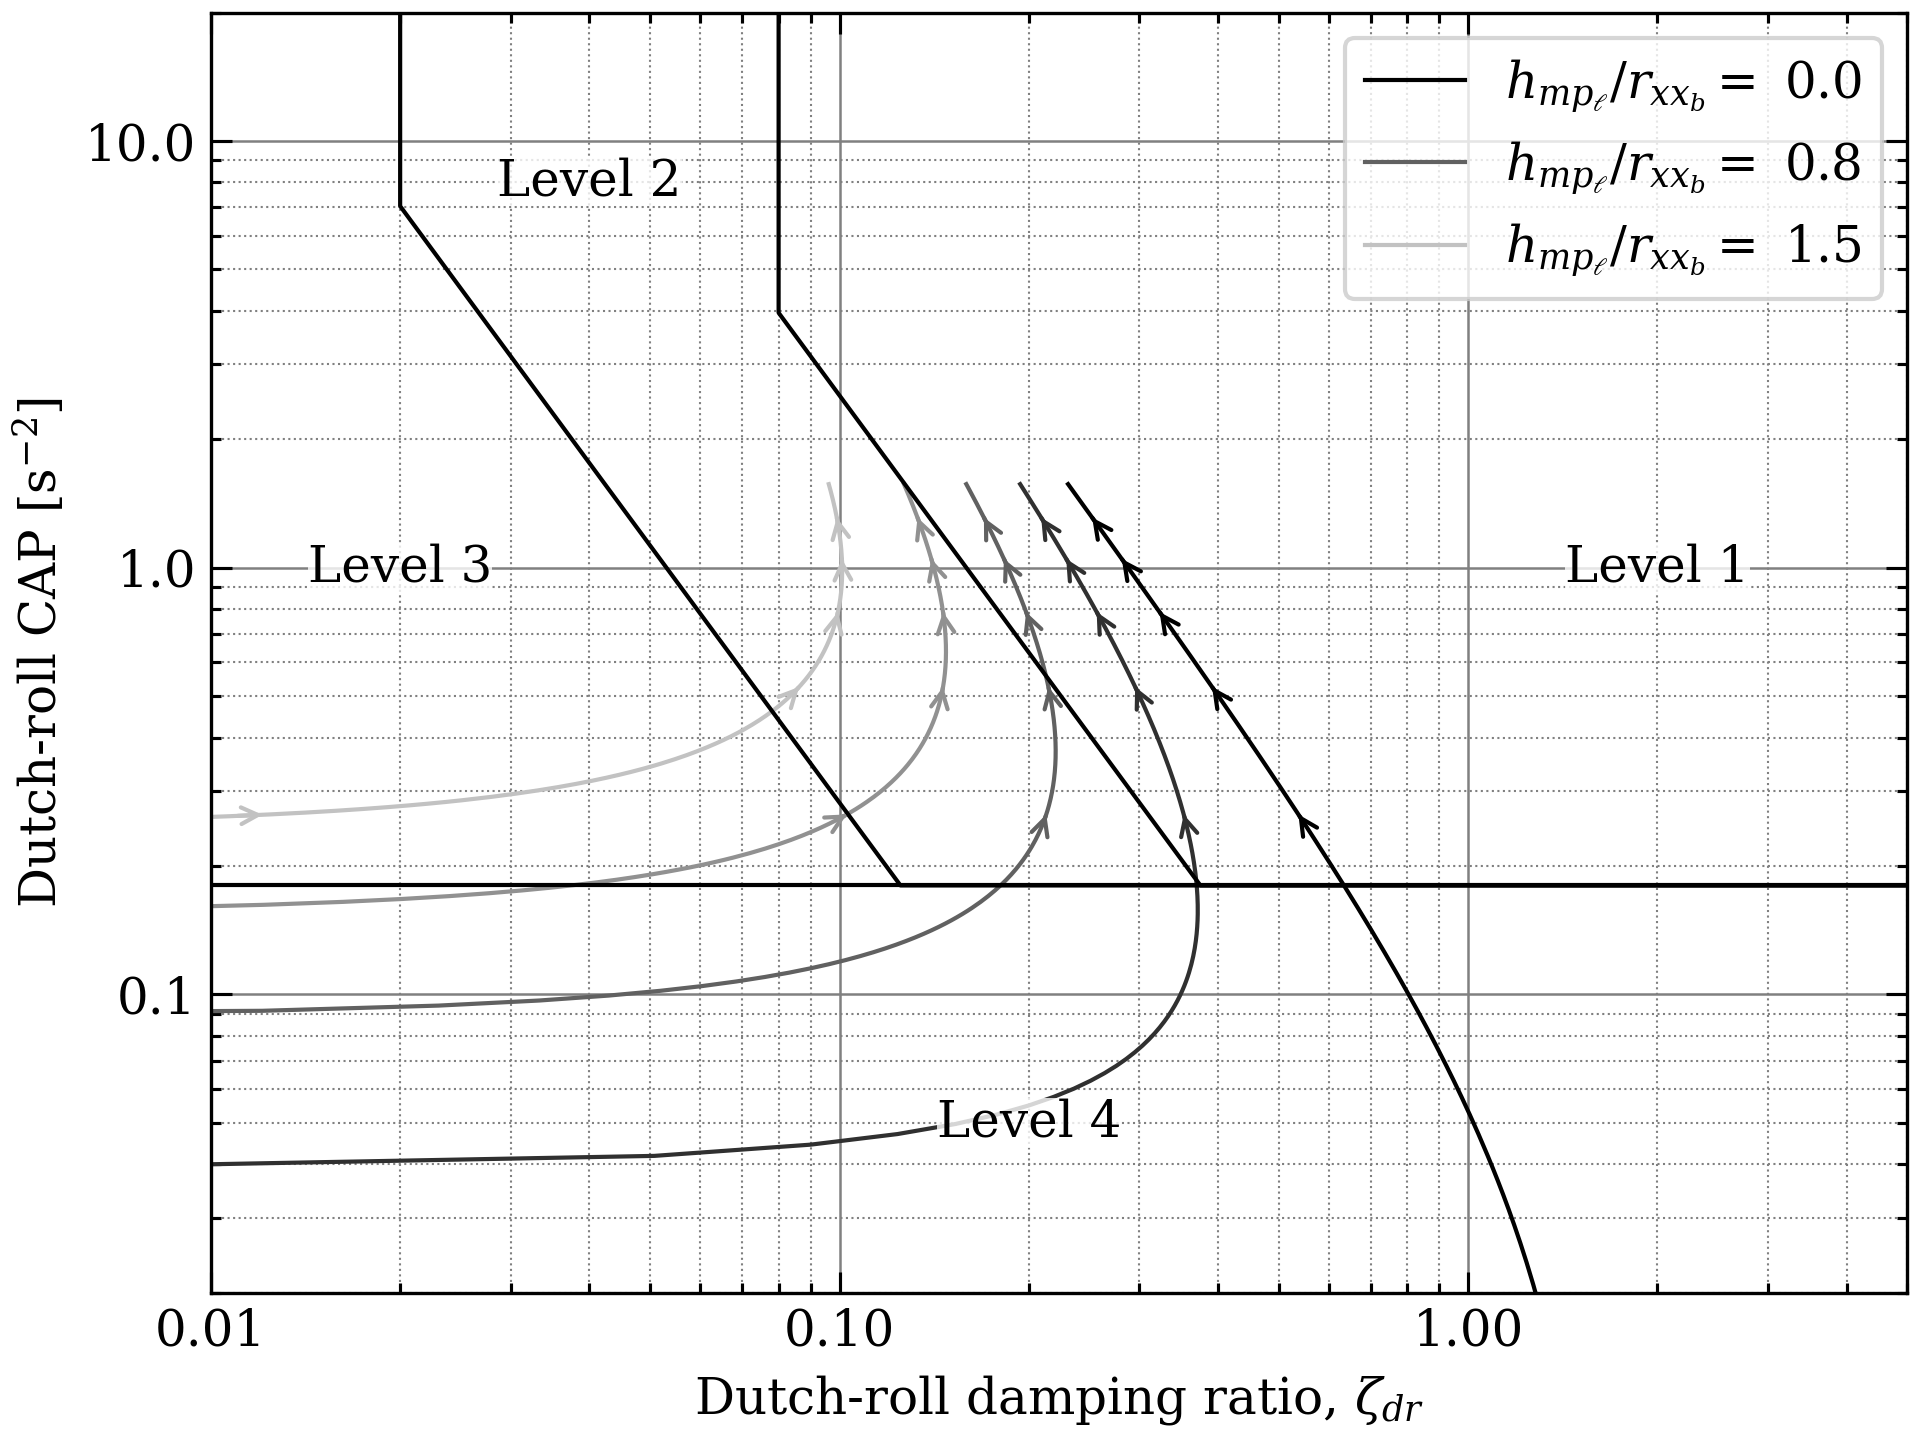 h_{mp_ℓ}/r_{xx_b} = 0.0
h_{mp_ℓ}/r_{xx_b} = 0.8
h_{mp_ℓ}/r_{xx_b} = 1.5
Level 2
Level 3
Level 1
Level 4
10.0
1.0
0.1
0.01
0.10
1.00
Dutch-roll CAP [s⁻²]
Dutch-roll damping ratio, ζ_{dr}